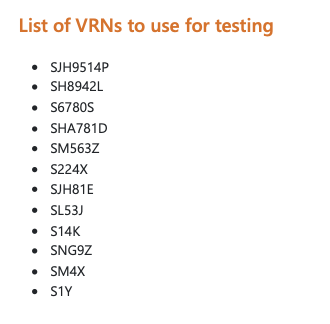 List of VRNs to use for testing
• SJH9514P
• SH8942L
• S6780S
• SHA781D
• SM563Z
• S224X
• SJH81E
• SL53J
• S14K
• SNG9Z
• SM4X
• S1Y